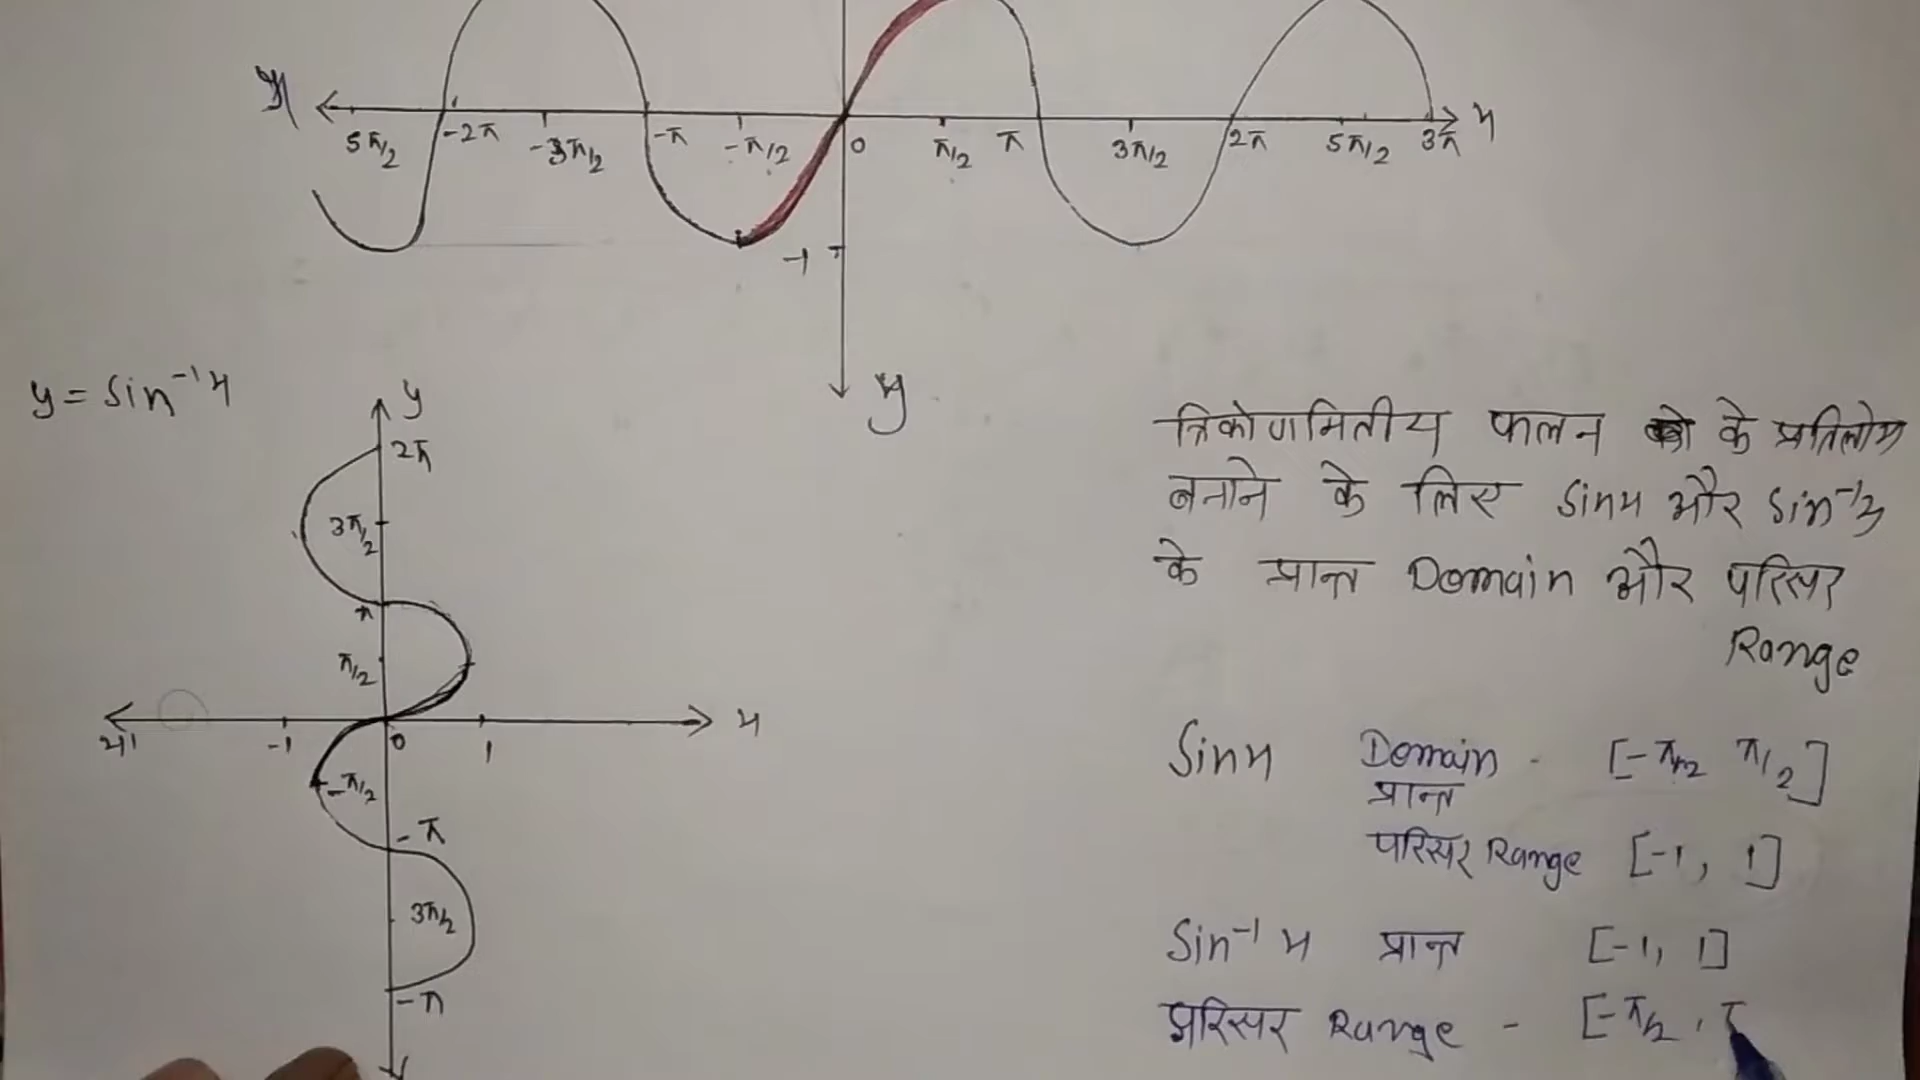 x
5π/2 -2π -3π/2 -π -π/2 0 π/2 π 3π/2 2π 5π/2 3π
-1
y
y = Sin⁻¹x
y
2π
3π/2
π
π/2
x' -1 0 1 x
-π/2
-π
3π/2
-π
त्रिकोणमितीय फलन के प्रतिलोम
बनाने के लिए Sinx और Sin⁻¹x
के प्रान्त Domain और परिसर
Range
Sinx Domain - [-π/2 π/2]
प्रान्त
परिसर Range [-1, 1]
Sin⁻¹x प्रान्त [-1, 1]
परिसर Range - [-π/2,